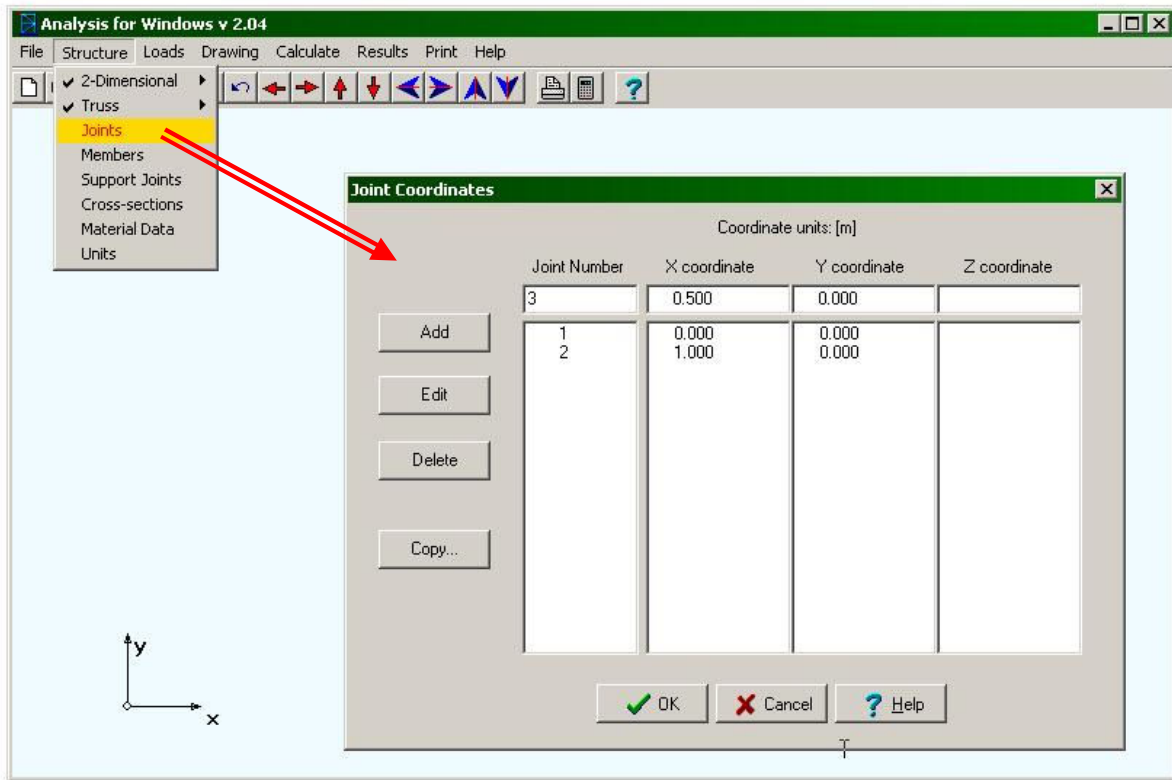 Analysis for Windows v 2.04
File Structure Loads Drawing Calculate Results Print Help
2-Dimensional
Truss
Joints
Members
Support Joints
Cross-sections
Material Data
Units
Joint Coordinates
Coordinate units: [m]
Joint Number X coordinate Y coordinate Z coordinate
3 0.500 0.000
1 0.000 0.000
2 1.000 0.000
Add
Edit
Delete
Copy...
OK Cancel ? Help
y
x